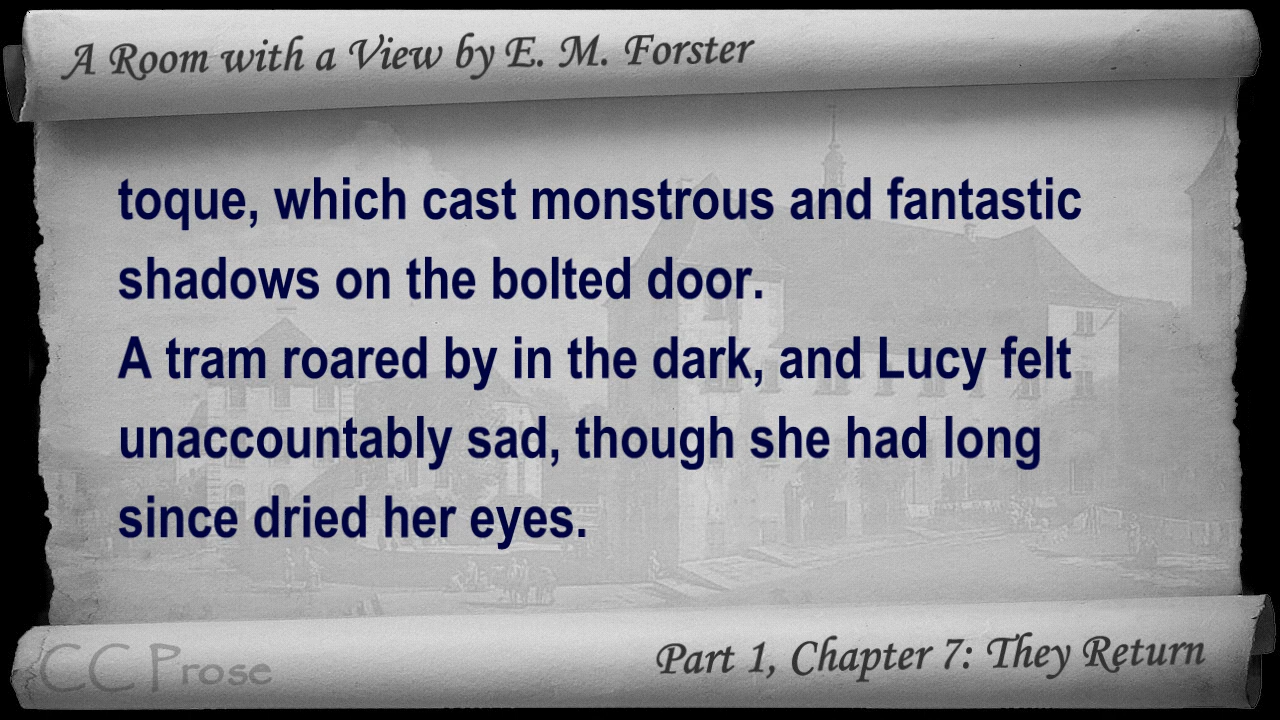 A Room with a View by E. M. Forster
toque, which cast monstrous and fantastic
shadows on the bolted door.
A tram roared by in the dark, and Lucy felt
unaccountably sad, though she had long
since dried her eyes.
CC Prose
Part 1, Chapter 7: They Return